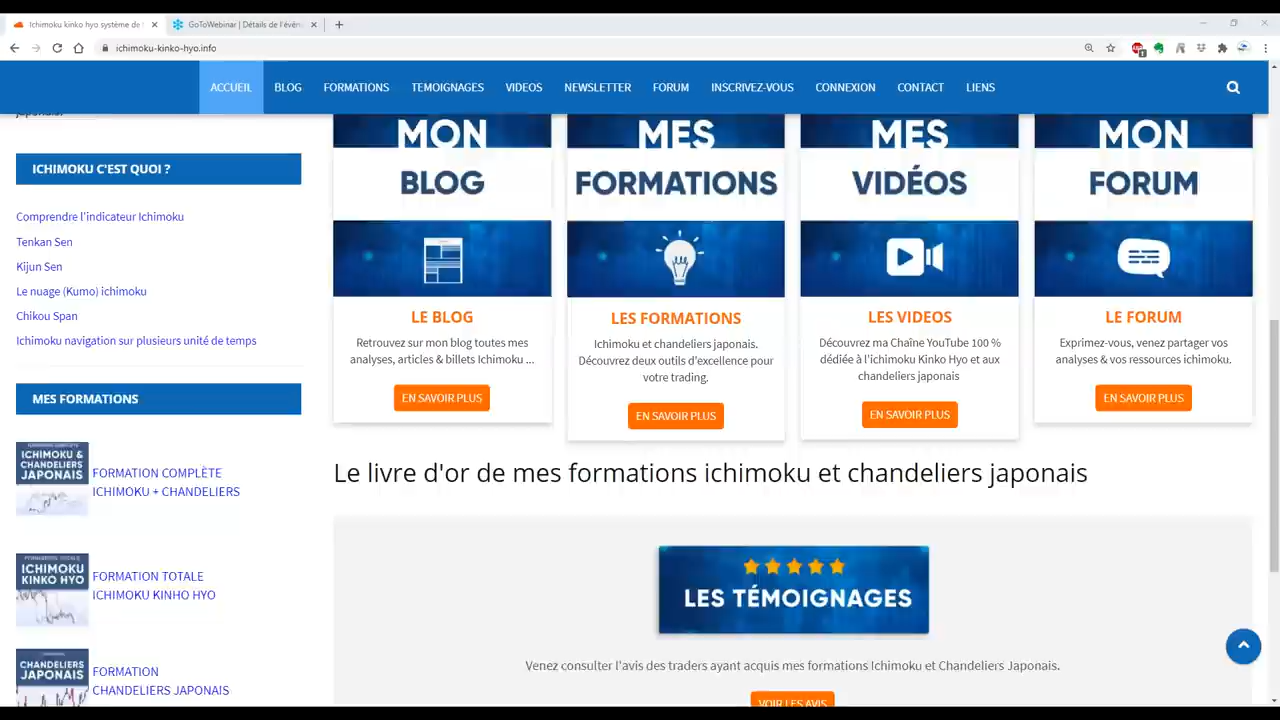 Ichimoku kinko hyo système de
GoToWebinar | Détails de l'évén
ichimoku-kinko-hyo.info
ACCUEIL
BLOG
FORMATIONS
TEMOIGNAGES
VIDEOS
NEWSLETTER
FORUM
INSCRIVEZ-VOUS
CONNEXION
CONTACT
LIENS
japonais.
ICHIMOKU C'EST QUOI ?
Comprendre l'indicateur Ichimoku
Tenkan Sen
Kijun Sen
Le nuage (Kumo) ichimoku
Chikou Span
Ichimoku navigation sur plusieurs unité de temps
MES FORMATIONS
ICHIMOKU &
CHANDELIERS
JAPONAIS
FORMATION COMPLÈTE
ICHIMOKU + CHANDELIERS
ICHIMOKU
KINKO HYO
FORMATION TOTALE
ICHIMOKU KINHO HYO
CHANDELIERS
JAPONAIS
FORMATION
CHANDELIERS JAPONAIS
MON
BLOG
LE BLOG
Retrouvez sur mon blog toutes mes
analyses, articles & billets Ichimoku ...
EN SAVOIR PLUS
MES
FORMATIONS
LES FORMATIONS
Ichimoku et chandeliers japonais.
Découvrez deux outils d'excellence pour
votre trading.
EN SAVOIR PLUS
MES
VIDÉOS
LES VIDEOS
Découvrez ma Chaîne YouTube 100 %
dédiée à l'ichimoku Kinko Hyo et aux
chandeliers japonais
EN SAVOIR PLUS
MON
FORUM
LE FORUM
Exprimez-vous, venez partager vos
analyses & vos ressources ichimoku.
EN SAVOIR PLUS
Le livre d'or de mes formations ichimoku et chandeliers japonais
LES TÉMOIGNAGES
Venez consulter l'avis des traders ayant acquis mes formations Ichimoku et Chandeliers Japonais.
VOIR LES AVIS